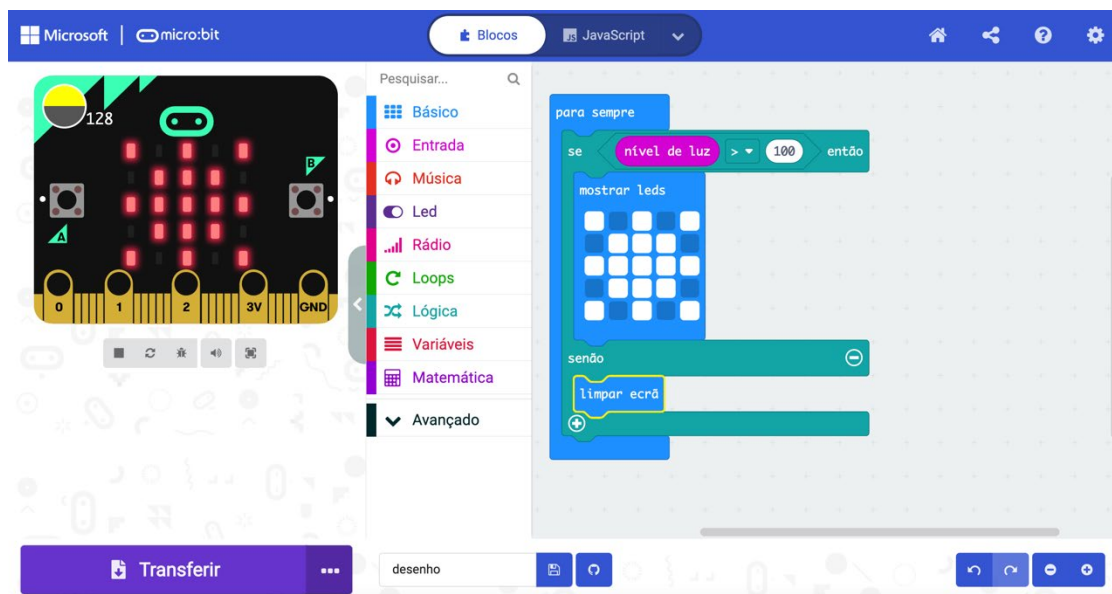 Microsoft | micro:bit
Blocos
JS JavaScript
128
B
A
0 1 2 3V GND
Pesquisar...
Básico
Entrada
Música
Led
Rádio
Loops
Lógica
Variáveis
Matemática
Avançado
para sempre
se nível de luz > 100 então
mostrar leds
senão
limpar ecrã
Transferir
desenho